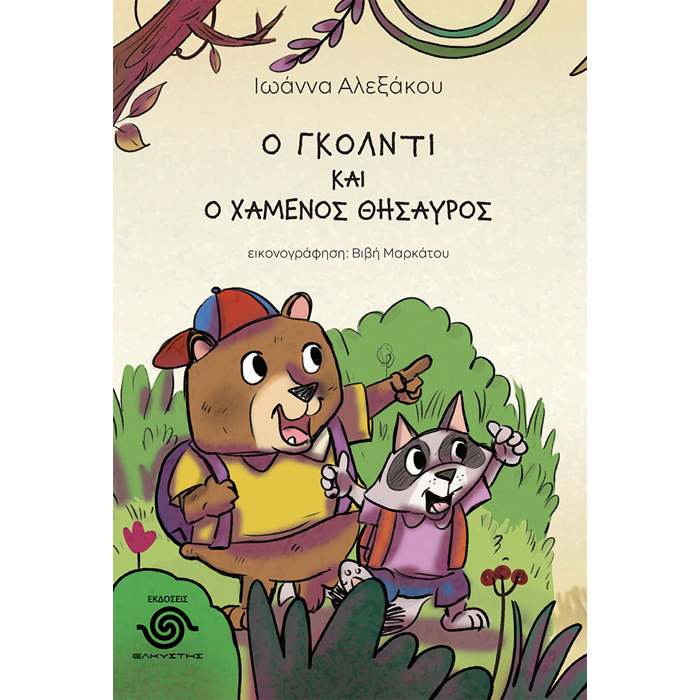 Ιωάννα Αλεξάκου
Ο ΓΚΟΛΝΤΙ
ΚΑΙ
Ο ΧΑΜΕΝΟΣ ΘΗΣΑΥΡΟΣ
εικονογράφηση: Βιβή Μαρκάτου
ΕΚΔΟΣΕΙΣ
ΕΛΚΥΣΤΗΣ